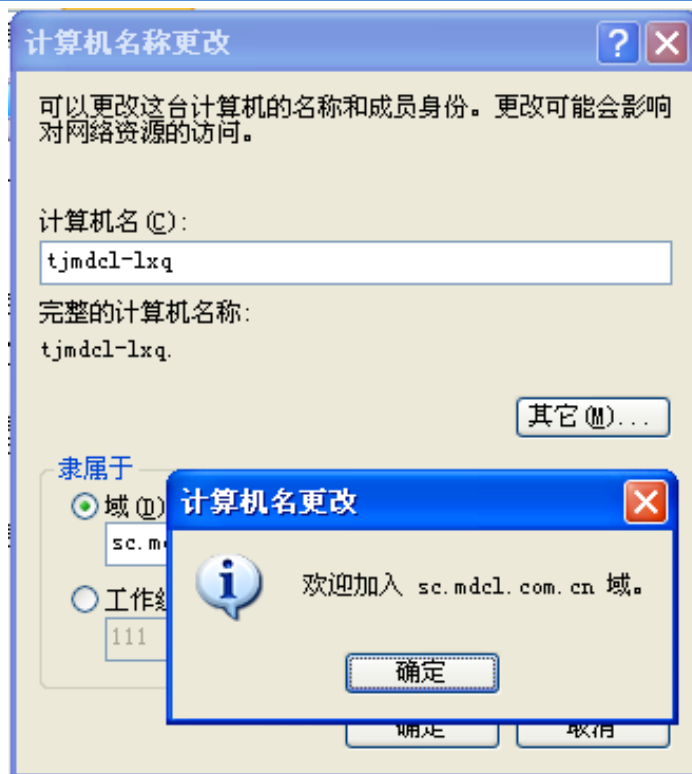 计算机名称更改
可以更改这台计算机的名称和成员身份。更改可能会影响
对网络资源的访问。
计算机名(C):
tjmdcl-lxq
完整的计算机名称:
tjmdcl-lxq.
其它(M)...
隶属于
域(D)
sc.m
工作
111
计算机名更改
欢迎加入 sc.mdcl.com.cn 域。
确定
确定
取消